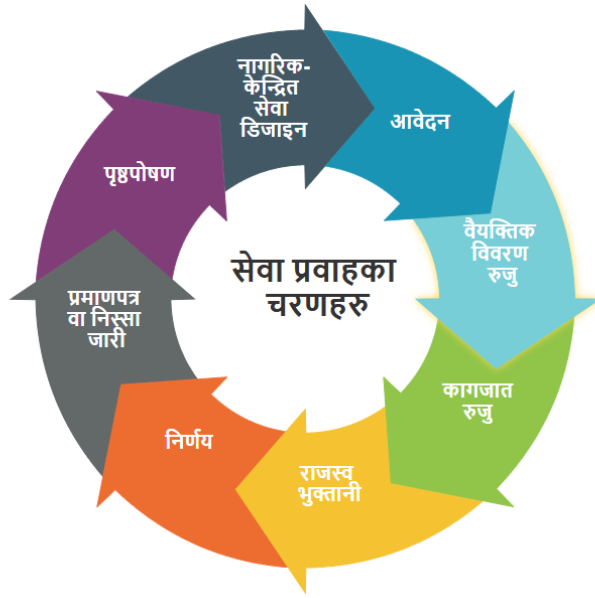 नागरिक-
केन्द्रित
सेवा
डिजाइन
आवेदन
वैयक्तिक
विवरण
रुजु
कागजात
रुजु
राजस्व
भुक्तानी
निर्णय
प्रमाणपत्र
वा निस्सा
जारी
पृष्ठपोषण
सेवा प्रवाहका
चरणहरु